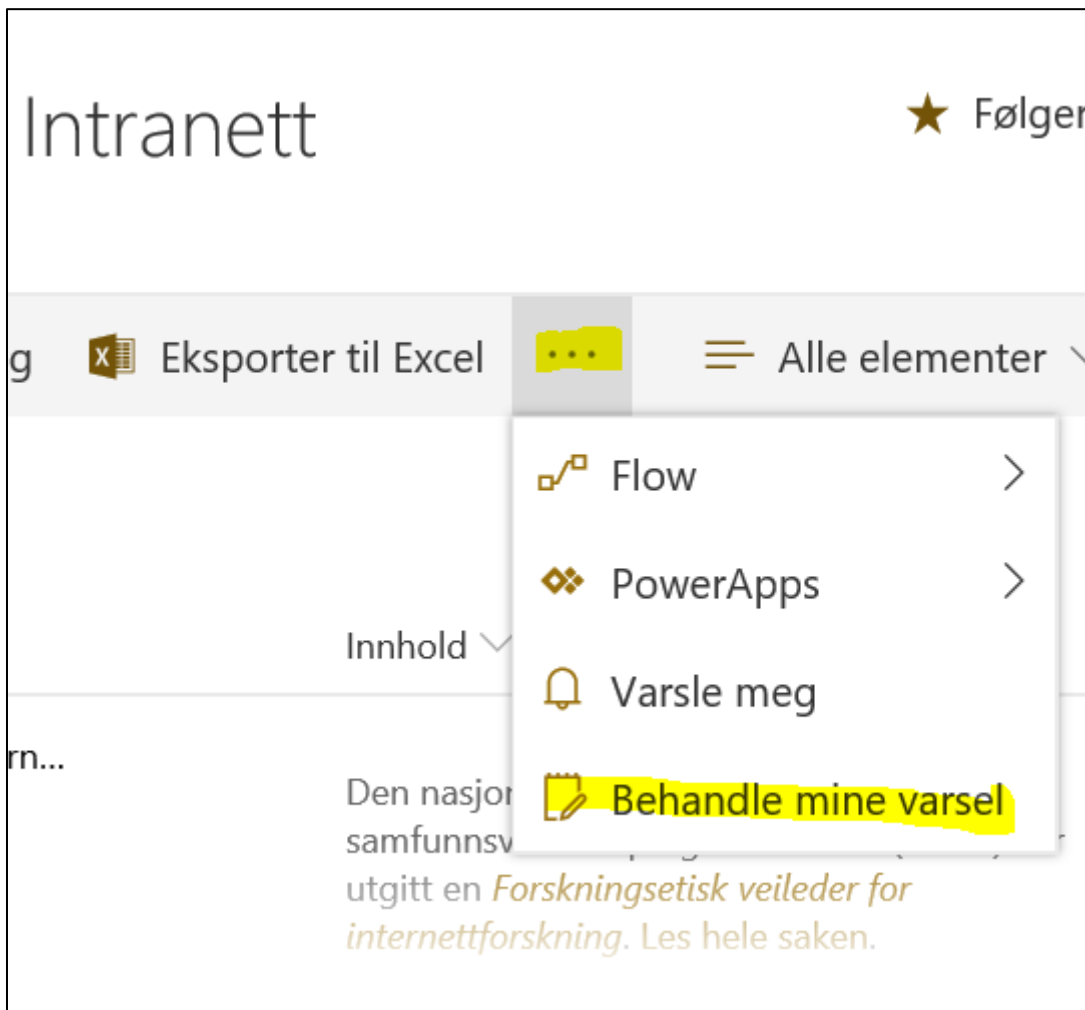 Intranett
Følger
g Eksporter til Excel ... Alle elementer
Flow
PowerApps
Innhold
Varsle meg
rn...
Behandle mine varsel
Den nasjon
samfunnsv
utgitt en Forskningsetisk veileder for
internettforskning. Les hele saken.